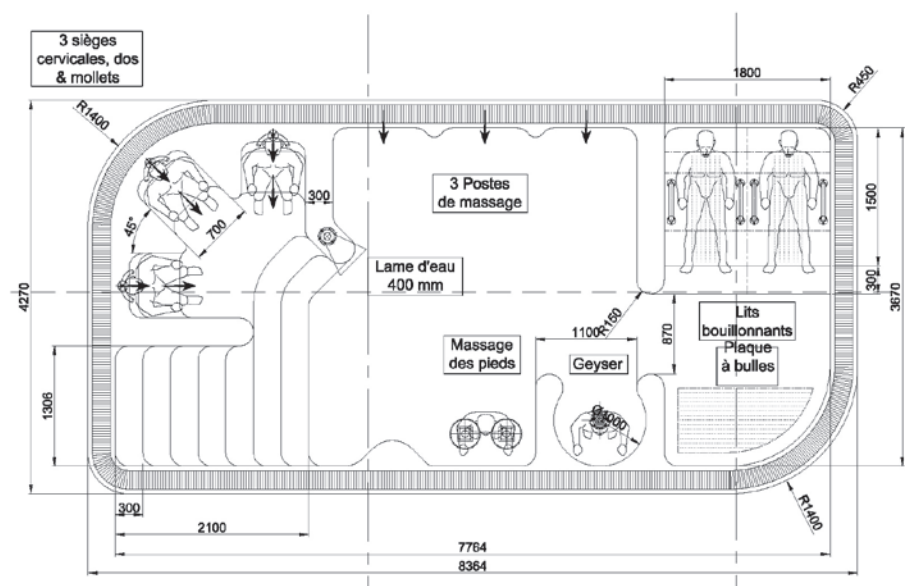 3 sièges
cervicales, dos
& mollets
1800
R450
R1400
3 Postes
de massage
300
45°
700
1500
Lame d'eau
400 mm
300
4270
3670
R150
1100
870
Lits
bouillonnants
Plaque
à bulles
Massage
des pieds
Geyser
1306
Ø1000
R1400
300
2100
7764
8364